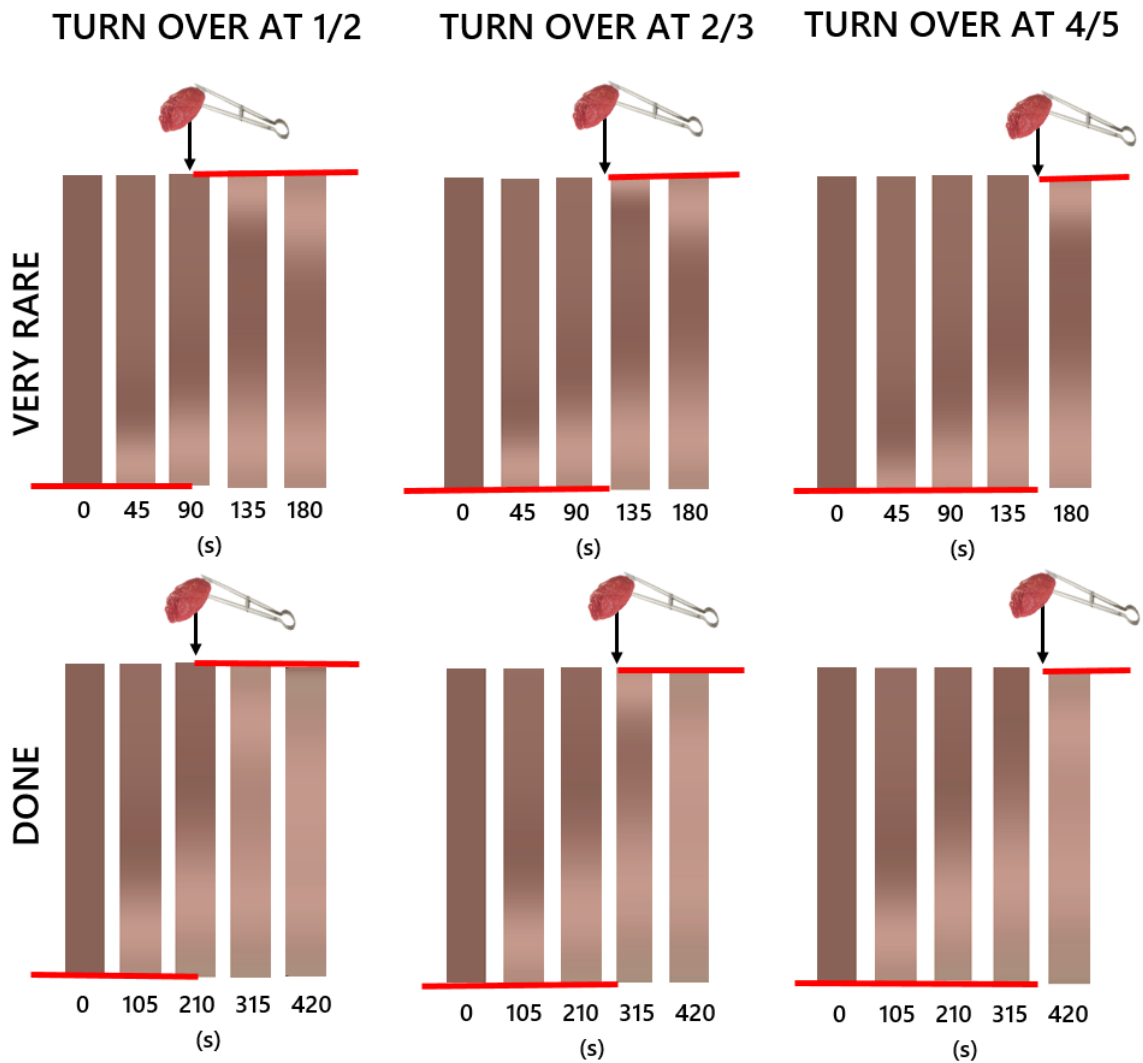 TURN OVER AT 1/2
TURN OVER AT 2/3
TURN OVER AT 4/5
VERY RARE
0 45 90 135 180
(s)
0 45 90 135 180
(s)
0 45 90 135 180
(s)
DONE
0 105 210 315 420
(s)
0 105 210 315 420
(s)
0 105 210 315 420
(s)